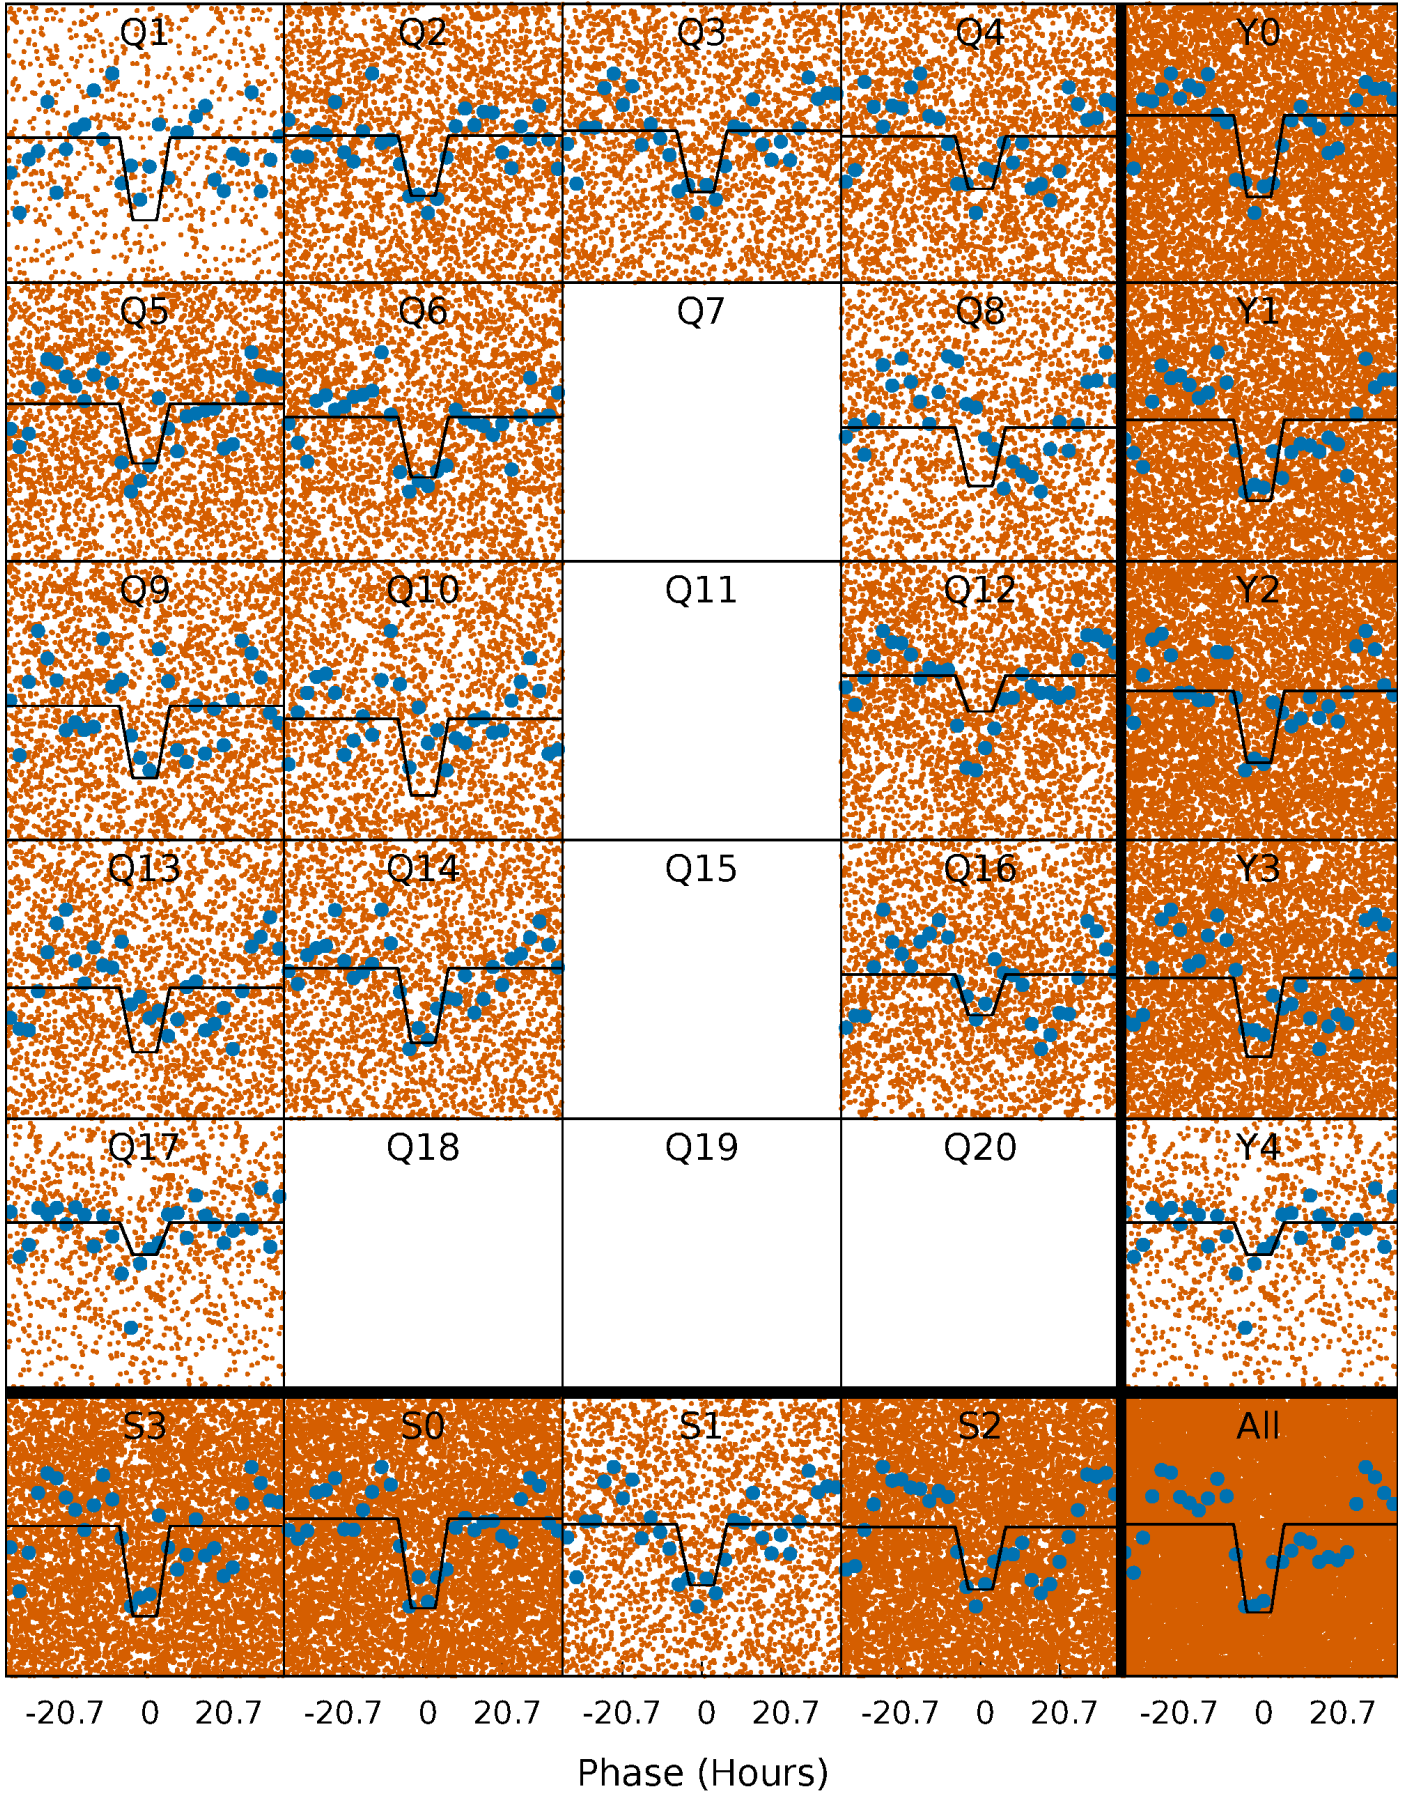 Q1 Q2 Q3 Q4 Y0
Q5 Q6 Q7 Q8 Y1
Q9 Q10 Q11 Q12 Y2
Q13 Q14 Q15 Q16 Y3
Q17 Q18 Q19 Q20 Y4
S3 S0 S1 S2 All
-20.7 0 20.7 -20.7 0 20.7 -20.7 0 20.7 -20.7 0 20.7 -20.7 0 20.7
Phase (Hours)